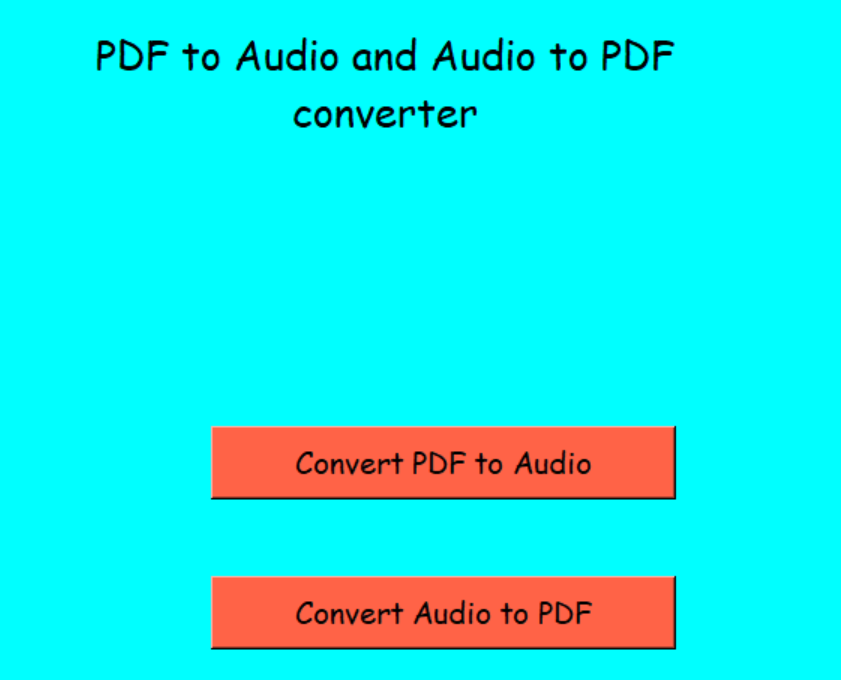 PDF to Audio and Audio to PDF
converter
Convert PDF to Audio
Convert Audio to PDF